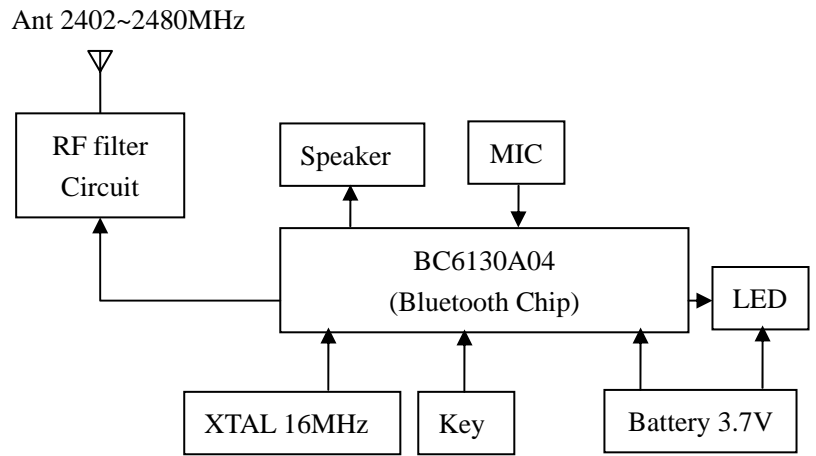 Ant 2402~2480MHz
RF filter
Circuit
Speaker
MIC
BC6130A04
(Bluetooth Chip)
LED
XTAL 16MHz
Key
Battery 3.7V